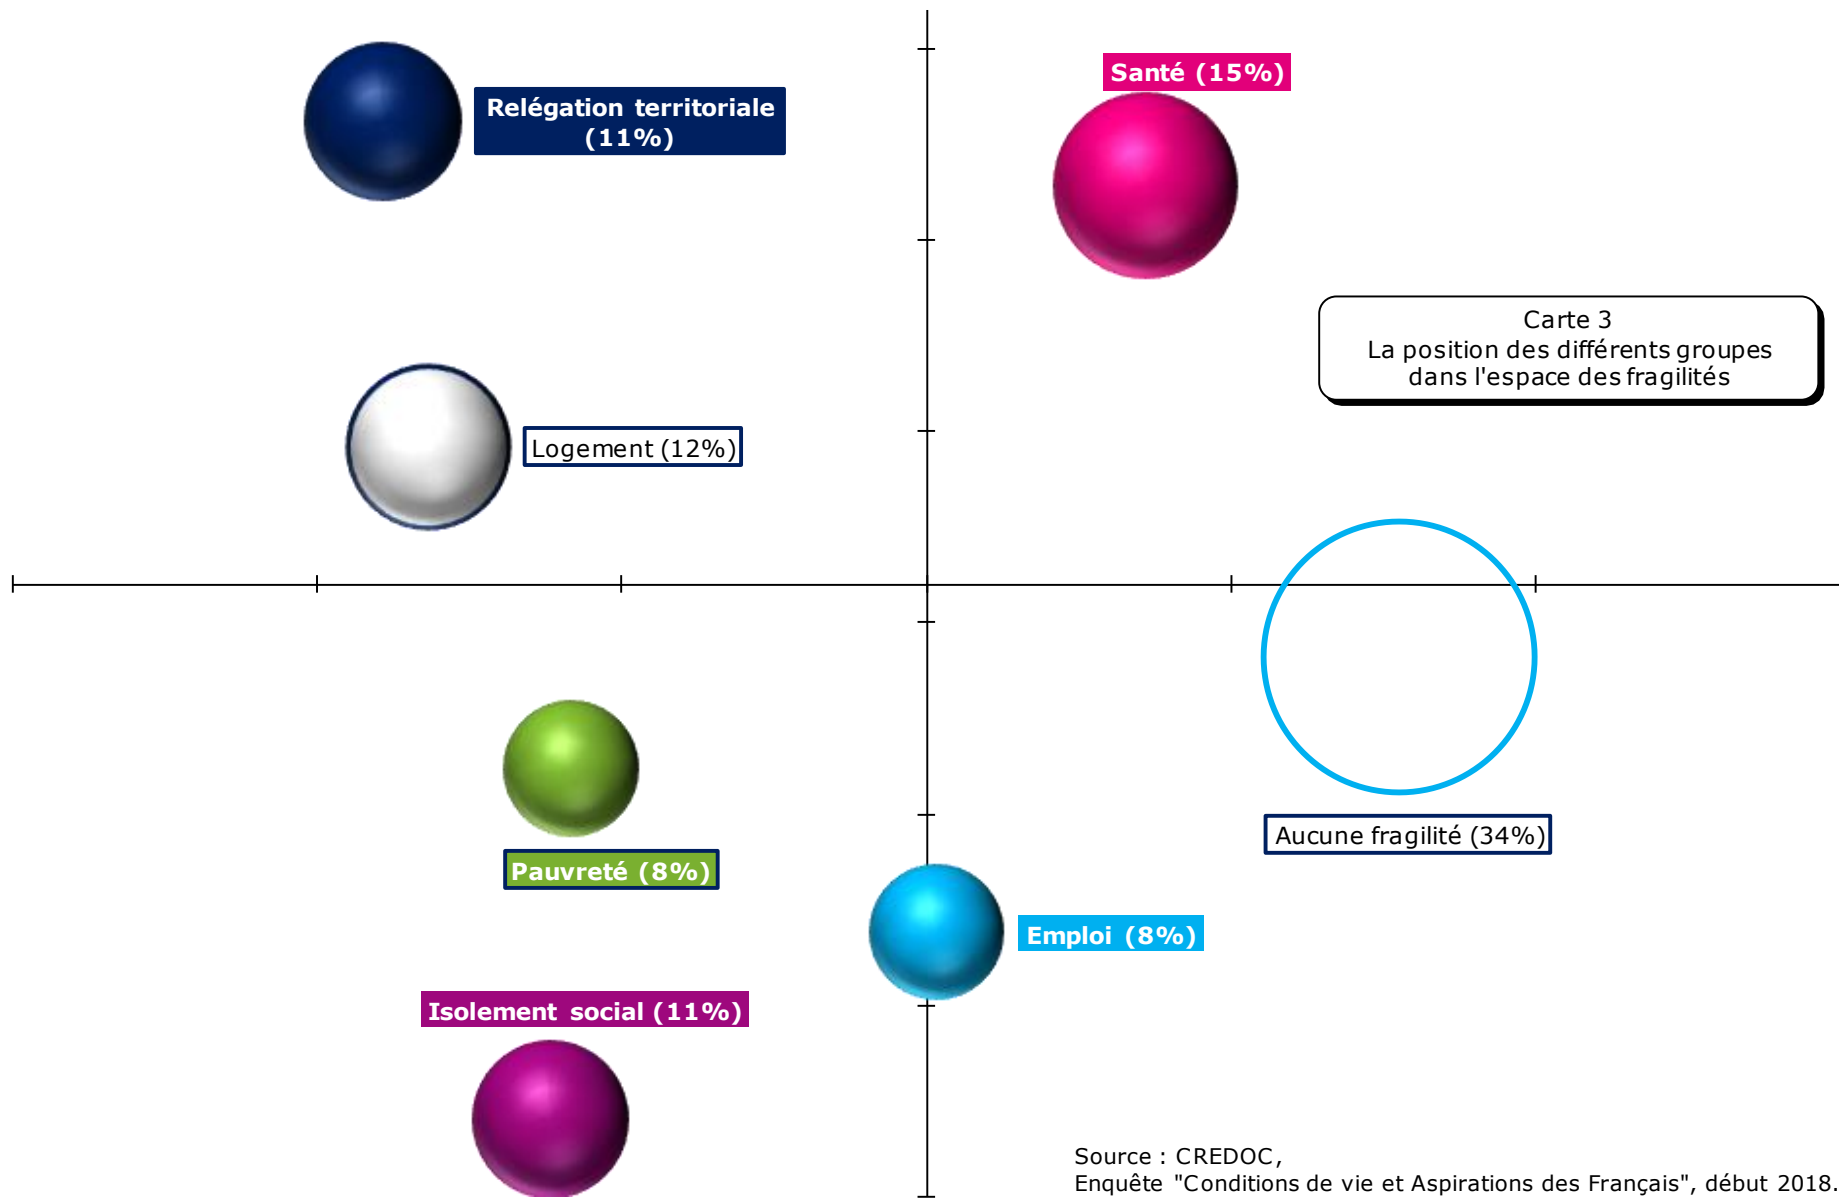 Santé (15%)
Relégation territoriale
(11%)
Carte 3
La position des différents groupes
dans l'espace des fragilités
Logement (12%)
Aucune fragilité (34%)
Pauvreté (8%)
Emploi (8%)
Isolement social (11%)
Source : CREDOC,
Enquête "Conditions de vie et Aspirations des Français", début 2018.